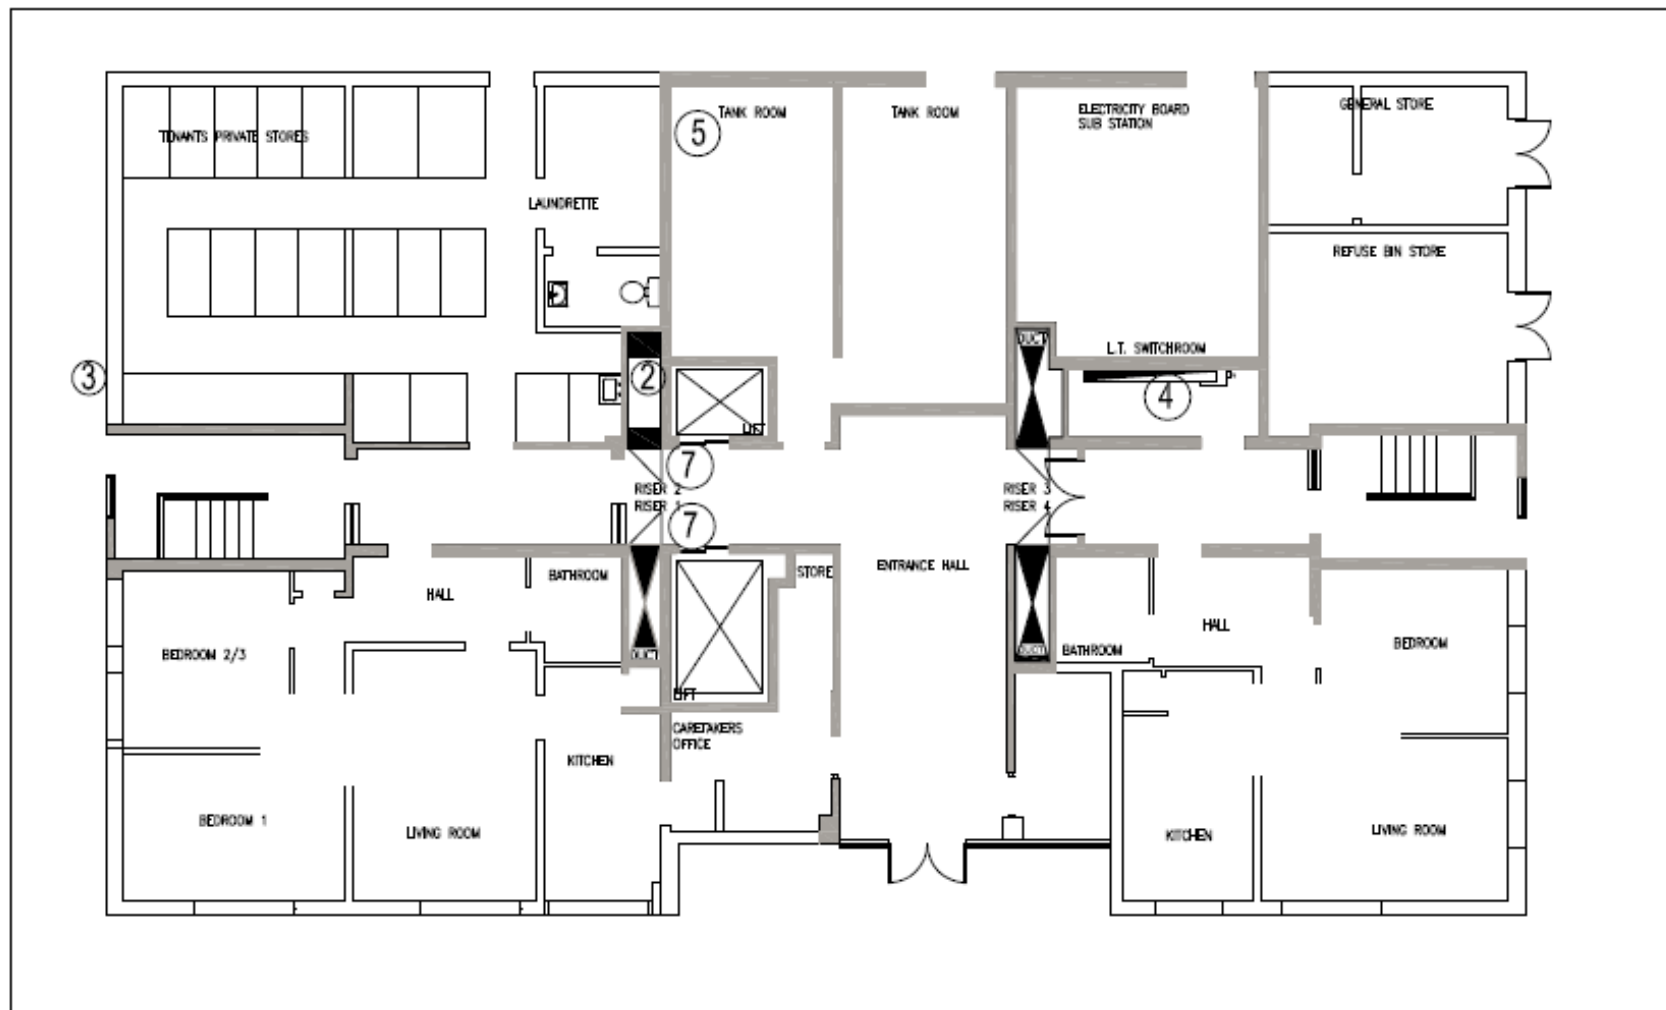 TANK ROOM
TANK ROOM
ELECTRICITY BOARD
SUB STATION
GENERAL STORE
5
TENANTS PRIVATE STORES
LAUNDRETTE
REFUSE BIN STORE
DUCT
L.T. SWITCHROOM
3
2
4
LIFT
7
RISER 2
RISER 3
RISER 1
RISER 4
7
BATHROOM
STORE
ENTRANCE HALL
HALL
HALL
BEDROOM 2/3
DUCT
DUCT
BATHROOM
BEDROOM
LIFT
CARETAKERS
OFFICE
KITCHEN
BEDROOM 1
LIVING ROOM
KITCHEN
LIVING ROOM